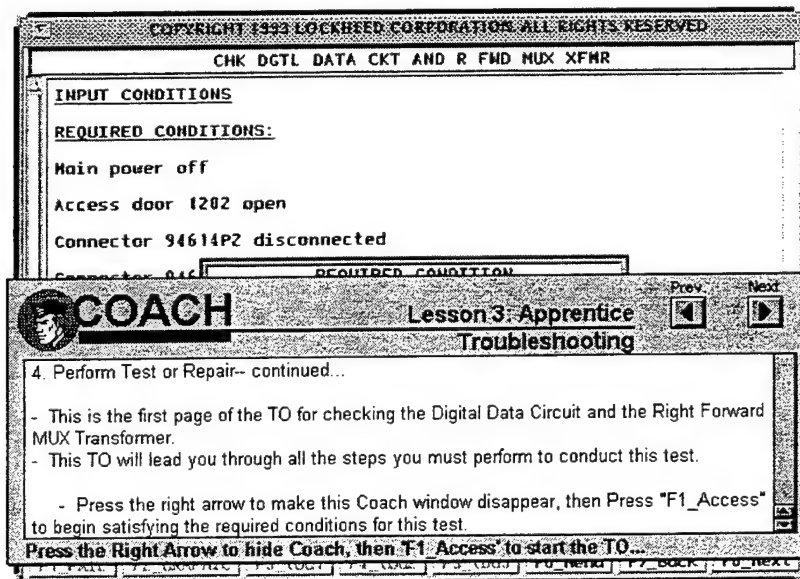 COPYRIGHT 1993 LOCKHEED CORPORATION ALL RIGHTS RESERVED
CHK DGTL DATA CKT AND R FWD MUX XFMR
INPUT CONDITIONS
REQUIRED CONDITIONS:
Main power off
Access door 1202 open
Connector 94614P2 disconnected
Connector 946
REQUIRED CONDITION
COACH
Lesson 3: Apprentice
Troubleshooting
Prev.
Next
4. Perform Test or Repair-- continued...
- This is the first page of the TO for checking the Digital Data Circuit and the Right Forward
MUX Transformer.
- This TO will lead you through all the steps you must perform to conduct this test.
- Press the right arrow to make this Coach window disappear, then Press "F1_Access"
to begin satisfying the required conditions for this test.
Press the Right Arrow to hide Coach, then 'F1_Access' to start the TO...